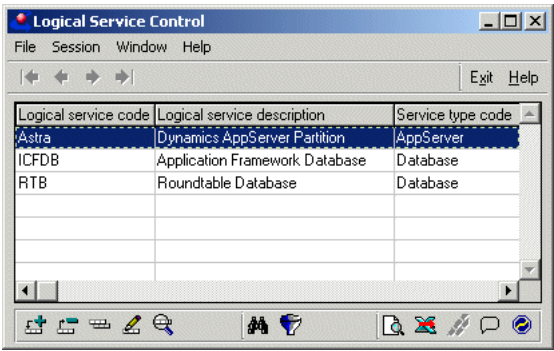 Logical Service Control
File Session Window Help
Exit Help
Logical service code Logical service description Service type code
Astra Dynamics AppServer Partition AppServer
ICFDB Application Framework Database Database
RTB Roundtable Database Database